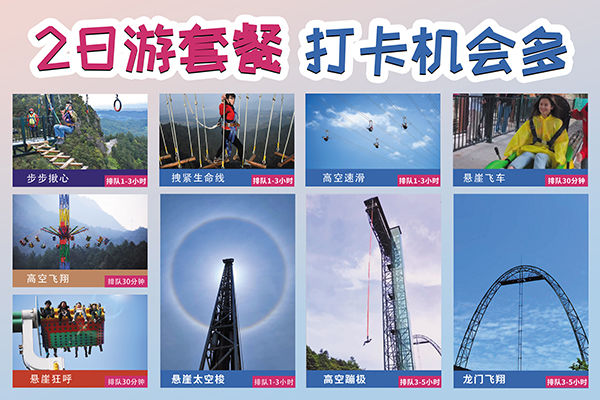 2日游套餐 打卡机会多
步步揪心 排队1-3小时
拽紧生命线 排队1-3小时
高空速滑 排队1-3小时
悬崖飞车 排队30分钟
高空飞翔 排队30分钟
悬崖狂呼 排队30分钟
悬崖太空梭 排队1-3小时
高空蹦极 排队3-5小时
龙门飞翔 排队3-5小时